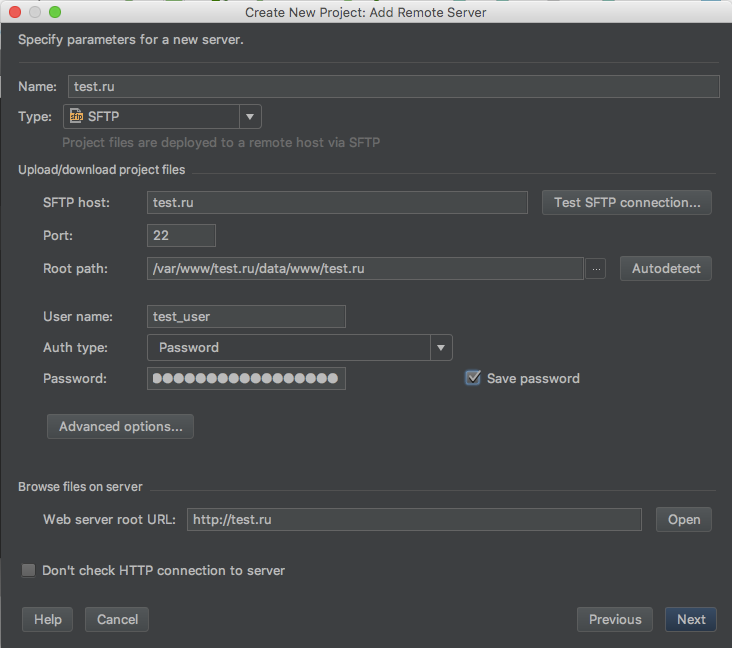 Create New Project: Add Remote Server
Specify parameters for a new server.
Name: test.ru
Type: SFTP
Project files are deployed to a remote host via SFTP
Upload/download project files
SFTP host: test.ru Test SFTP connection...
Port: 22
Root path: /var/www/test.ru/data/www/test.ru ... Autodetect
User name: test_user
Auth type: Password
Password: Save password
Advanced options...
Browse files on server
Web server root URL: http://test.ru Open
Don't check HTTP connection to server
Help Cancel Previous Next